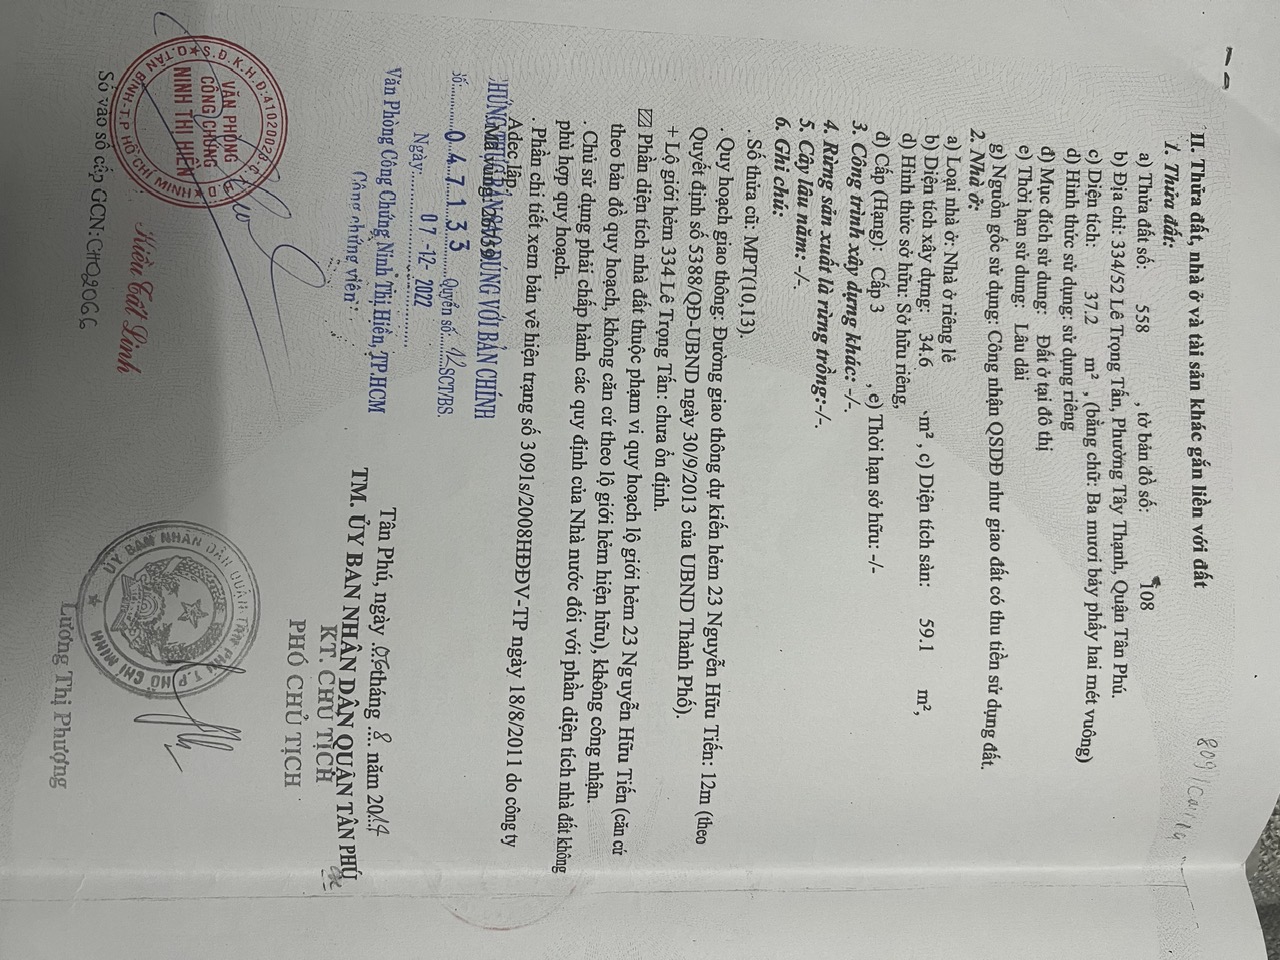 8091/Ca
II. Thửa đất, nhà ở và tài sản khác gắn liền với đất
1. Thửa đất:
a) Thửa đất số: 558 , tờ bản đồ số: 108
b) Địa chỉ: 334/52 Lê Trọng Tấn, Phường Tây Thạnh, Quận Tân Phú.
c) Diện tích: 37.2 m² , (bằng chữ: Ba mươi bảy phẩy hai mét vuông)
d) Hình thức sử dụng: sử dụng riêng
đ) Mục đích sử dụng: Đất ở tại đô thị
e) Thời hạn sử dụng: Lâu dài
g) Nguồn gốc sử dụng: Công nhận QSDĐ như giao đất có thu tiền sử dụng đất.
2. Nhà ở:
a) Loại nhà ở: Nhà ở riêng lẻ
b) Diện tích xây dựng: 34.6 m² , c) Diện tích sàn: 59.1 m²,
d) Hình thức sở hữu: Sở hữu riêng,
đ) Cấp (Hạng): Cấp 3 , e) Thời hạn sở hữu: -/-
3. Công trình xây dựng khác: -/-.
4. Rừng sản xuất là rừng trồng:-/-.
5. Cây lâu năm: -/-.
6. Ghi chú:
. Số thửa cũ: MPT(10,13).
. Quy hoạch giao thông: Đường giao thông dự kiến hẻm 23 Nguyễn Hữu Tiến: 12m (theo
Quyết định số 5388/QĐ-UBND ngày 30/9/2013 của UBND Thành Phố).
+ Lộ giới hẻm 334 Lê Trọng Tấn: chưa ổn định.
▨ Phần diện tích nhà đất thuộc phạm vi quy hoạch lộ giới hẻm 23 Nguyễn Hữu Tiến (căn cứ
theo bản đồ quy hoạch, không căn cứ theo lộ giới hẻm hiện hữu), không công nhận.
. Chủ sử dụng phải chấp hành các quy định của Nhà nước đối với phần diện tích nhà đất không
phù hợp quy hoạch.
. Phần chi tiết xem bản vẽ hiện trạng số 3091s/2008HĐĐV-TP ngày 18/8/2011 do công ty
Adec lập.
CHỨNG THỰC BẢN SAO ĐÚNG VỚI BẢN CHÍNH
Số: 047133 Quyển số: 12 SCT/BS.
Ngày: 07-12-2022
Văn Phòng Công Chứng Ninh Thị Hiền, TP.HCM
Công chứng viên
S.Đ.K.H.Đ:41020028.C
Q.TÂN BÌNH-T.P HỒ CHÍ MINH
VĂN PHÒNG
CÔNG CHỨNG
NINH THỊ HIỀN
Kiều Cát Linh
Số vào sổ cấp GCN: CH02066
Tân Phú, ngày 06 tháng 8 năm 2014
TM. ỦY BAN NHÂN DÂN QUẬN TÂN PHÚ
KT. CHỦ TỊCH
PHÓ CHỦ TỊCH
ỦY BAN NHÂN DÂN QUẬN TÂN PHÚ T.P HỒ CHÍ MINH
Lương Thị Phượng